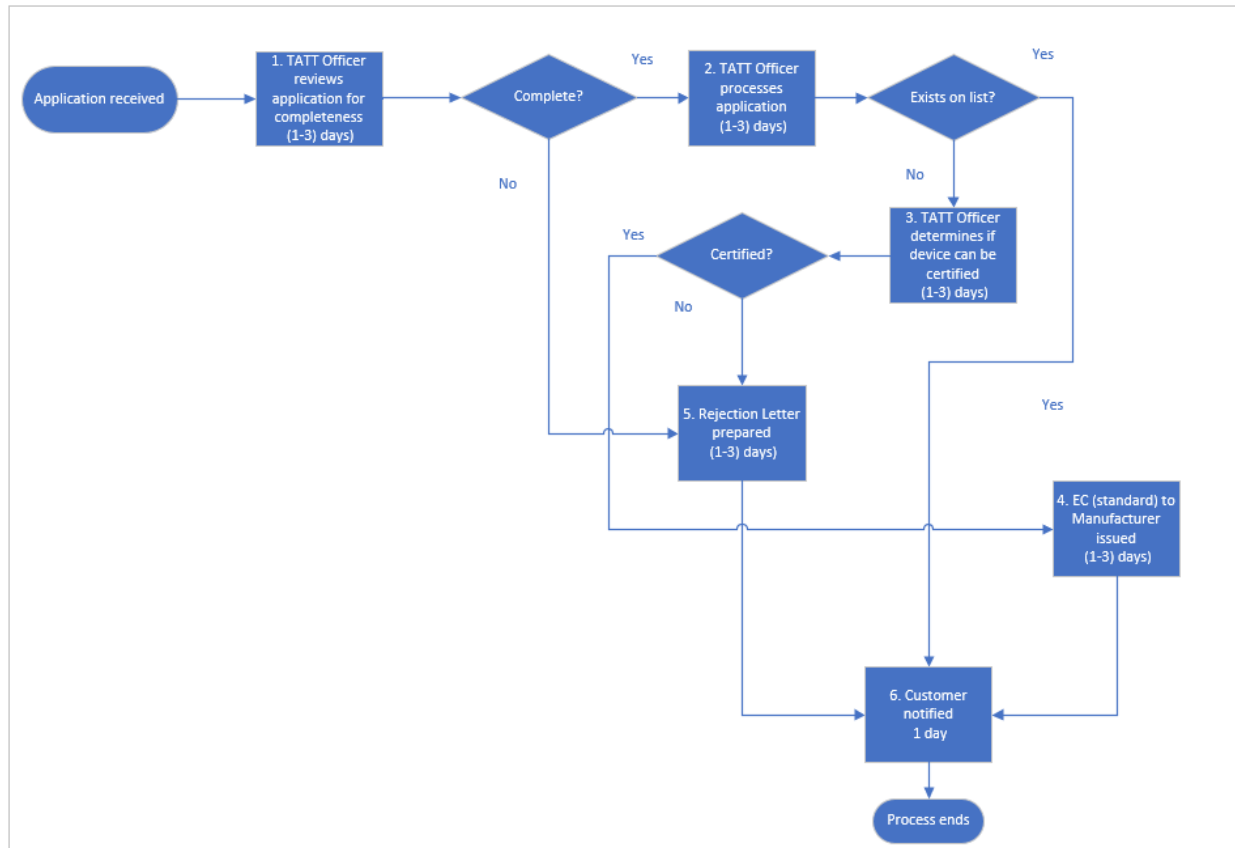 Application received
1. TATT Officer
reviews
application for
completeness
(1-3) days)
Complete?
Yes
No
2. TATT Officer
processes
application
(1-3) days)
Exists on list?
Yes
No
3. TATT Officer
determines if
device can be
certified
(1-3) days)
Certified?
Yes
No
5. Rejection Letter
prepared
(1-3) days)
Yes
4. EC (standard) to
Manufacturer
issued
(1-3) days)
6. Customer
notified
1 day
Process ends